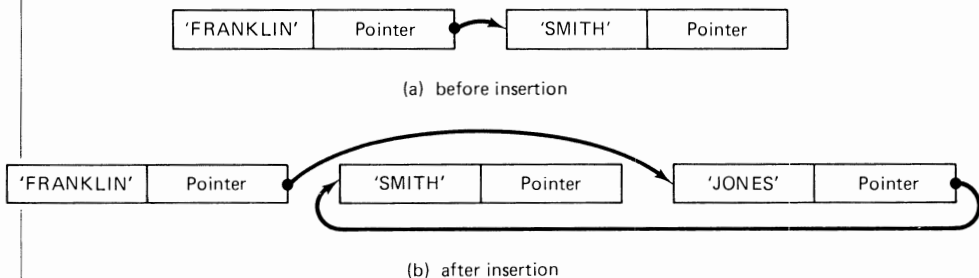 'FRANKLIN' Pointer 'SMITH' Pointer
(a) before insertion
'FRANKLIN' Pointer 'SMITH' Pointer 'JONES' Pointer
(b) after insertion